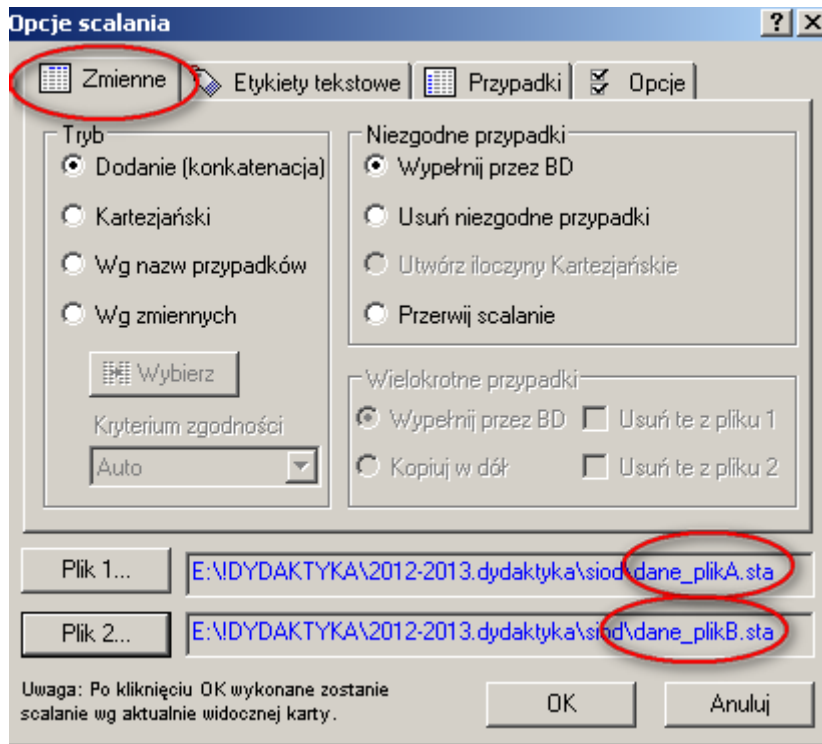 Opcje scalania
Zmienne
Etykiety tekstowe
Przypadki
Opcje
Tryb
Dodanie (konkatenacja)
Kartezjański
Wg nazw przypadków
Wg zmiennych
Wybierz
Kryterium zgodności
Auto
Niezgodne przypadki
Wypełnij przez BD
Usuń niezgodne przypadki
Utwórz iloczyny Kartezjańskie
Przerwij scalanie
Wielokrotne przypadki
Wypełnij przez BD
Usuń te z pliku 1
Kopiuj w dół
Usuń te z pliku 2
Plik 1...
E:\!DYDAKTYKA\2012-2013.dydaktyka\siod\dane_plikA.sta
Plik 2...
E:\!DYDAKTYKA\2012-2013.dydaktyka\siod\dane_plikB.sta
Uwaga: Po kliknięciu OK wykonane zostanie
scalanie wg aktualnie widocznej karty.
OK
Anuluj